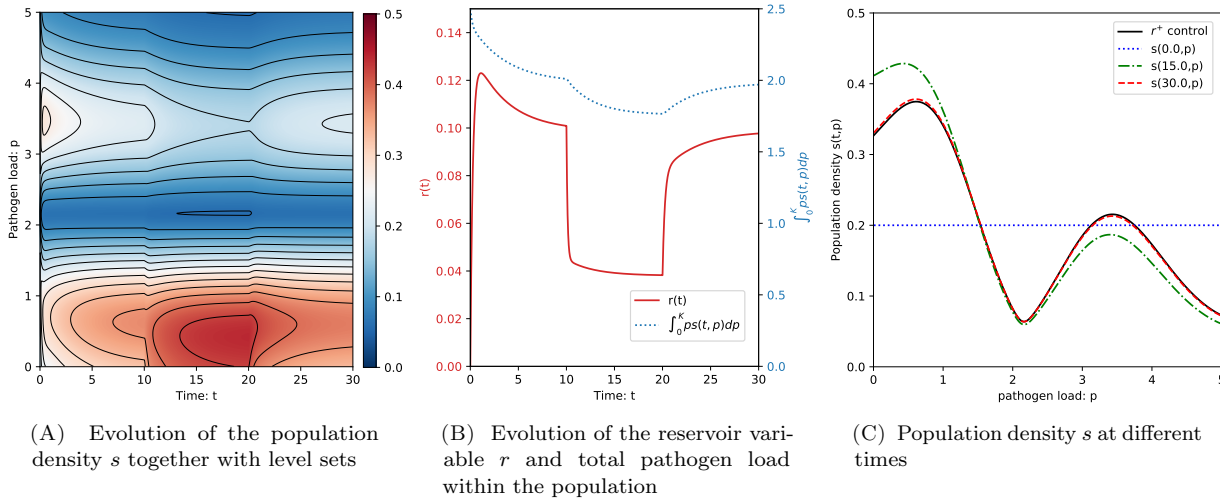 5
4
3
2
1
0
Pathogen load: p
0
5
10
15
20
25
30
Time: t
0.5
0.4
0.3
0.2
0.1
0.0
0.14
0.12
0.10
0.08
0.06
0.04
0.02
0.00
r(t)
0
5
10
15
20
25
30
Time: t
2.5
2.0
1.5
1.0
0.5
0.0
∫₀ᴷps(t,p)dp
r(t)
∫₀ᴷps(t,p)dp
0.5
0.4
0.3
0.2
0.1
0.0
Population density s(t,p)
0
1
2
3
4
5
pathogen load: p
r⁺ control
s(0.0,p)
s(15.0,p)
s(30.0,p)
(A) Evolution of the population
density s together with level sets
(B) Evolution of the reservoir vari-
able r and total pathogen load
within the population
(C) Population density s at different
times